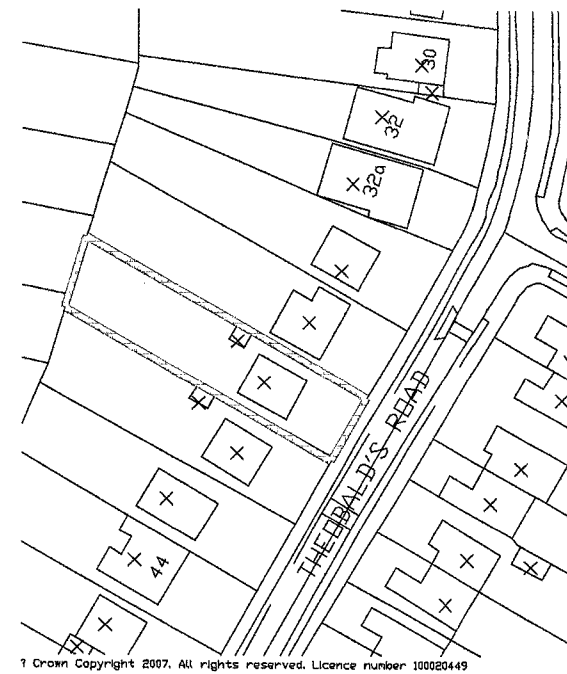 30
32
32a
THEOBALD'S ROAD
44
? Crown Copyright 2007. All rights reserved. Licence number 100020449